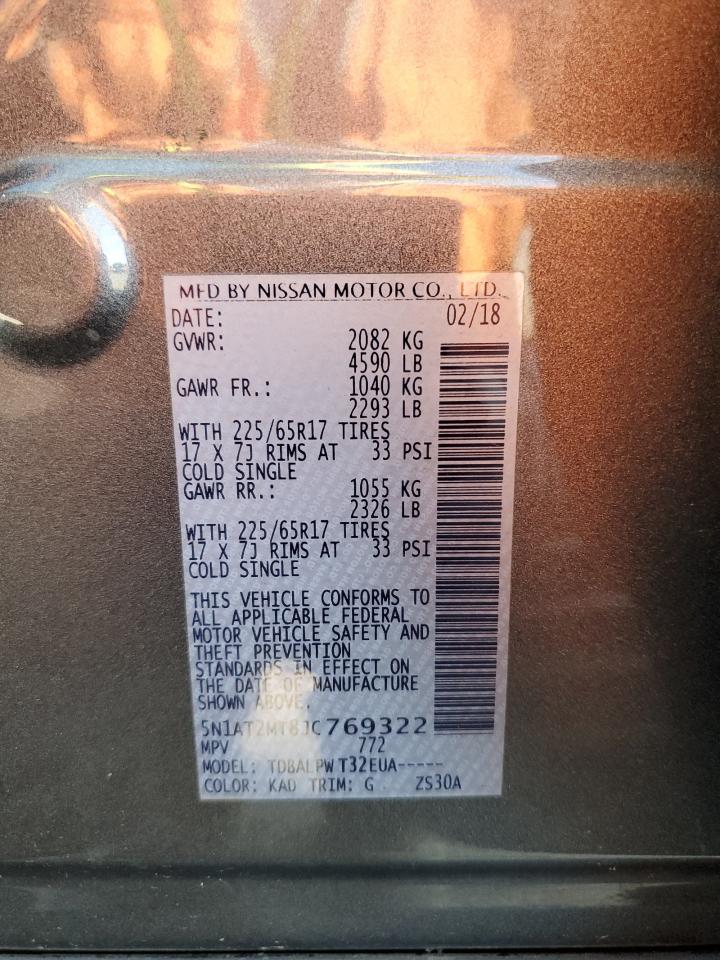 MFD BY NISSAN MOTOR CO., LTD.
DATE: 02/18
GVWR: 2082 KG
4590 LB
GAWR FR.: 1040 KG
2293 LB
WITH 225/65R17 TIRES
17 X 7J RIMS AT 33 PSI
COLD SINGLE
GAWR RR.: 1055 KG
2326 LB
WITH 225/65R17 TIRES
17 X 7J RIMS AT 33 PSI
COLD SINGLE
THIS VEHICLE CONFORMS TO
ALL APPLICABLE FEDERAL
MOTOR VEHICLE SAFETY AND
THEFT PREVENTION
STANDARDS IN EFFECT ON
THE DATE OF MANUFACTURE
SHOWN ABOVE.
5N1AT2MT8JC769322
MPV 772
MODEL: TDBALPWT32EUA-----
COLOR: KAD TRIM: G ZS30A